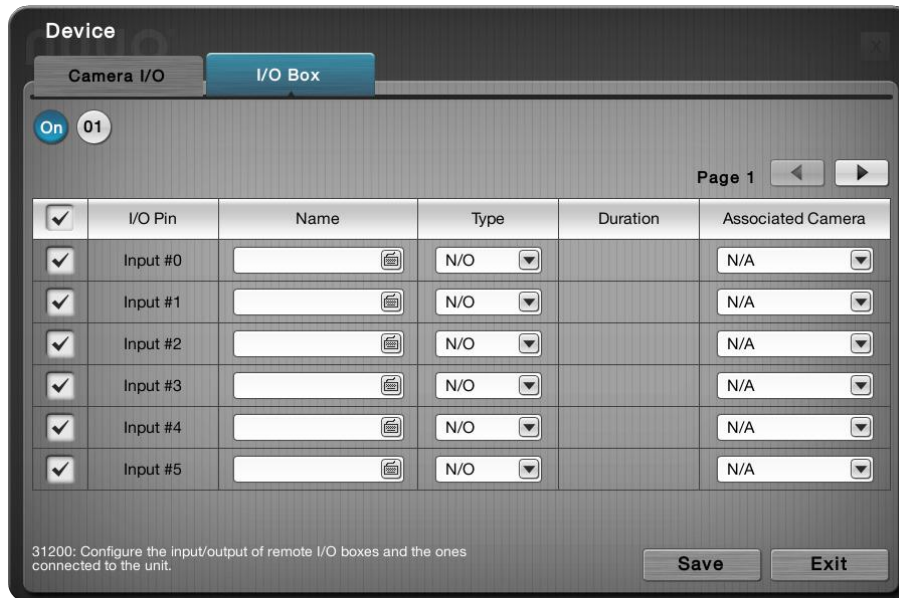 Device
Camera I/O
I/O Box
On 01
Page 1
I/O Pin Name Type Duration Associated Camera
Input #0 N/O N/A
Input #1 N/O N/A
Input #2 N/O N/A
Input #3 N/O N/A
Input #4 N/O N/A
Input #5 N/O N/A
31200: Configure the input/output of remote I/O boxes and the ones
connected to the unit.
Save Exit